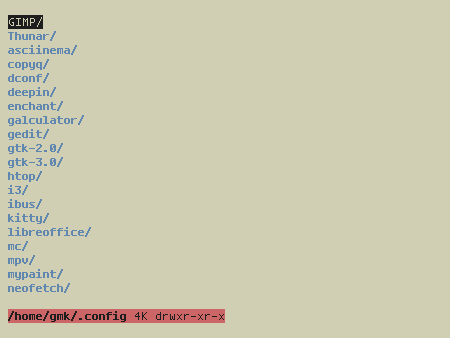 GIMP/
Thunar/
asciinema/
copyq/
dconf/
deepin/
enchant/
galculator/
gedit/
gtk-2.0/
gtk-3.0/
htop/
i3/
ibus/
kitty/
libreoffice/
mc/
mpv/
mypaint/
neofetch/
/home/gmk/.config 4K drwxr-xr-x